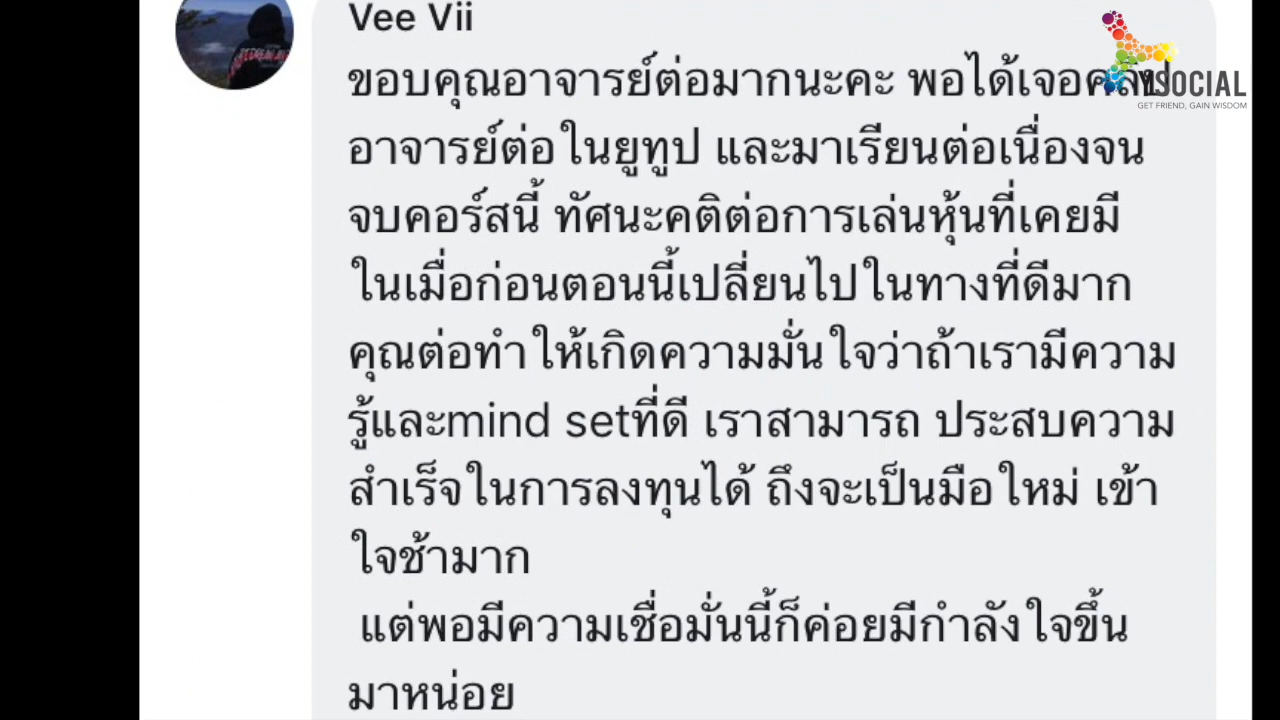 Vee Vii
ขอบคุณอาจารย์ต่อมากนะคะ พอได้เจอคลิป
อาจารย์ต่อในยูทูป และมาเรียนต่อเนื่องจน
จบคอร์สนี้ ทัศนะคติต่อการเล่นหุ้นที่เคยมี
ในเมื่อก่อนตอนนี้เปลี่ยนไปในทางที่ดีมาก
คุณต่อทำให้เกิดความมั่นใจว่าถ้าเรามีความ
รู้และmind setที่ดี เราสามารถ ประสบความ
สำเร็จในการลงทุนได้ ถึงจะเป็นมือใหม่ เข้า
ใจช้ามาก
แต่พอมีความเชื่อมั่นนี้ก็ค่อยมีกำลังใจขึ้น
มาหน่อย
SOCIAL
GET FRIEND, GAIN WISDOM